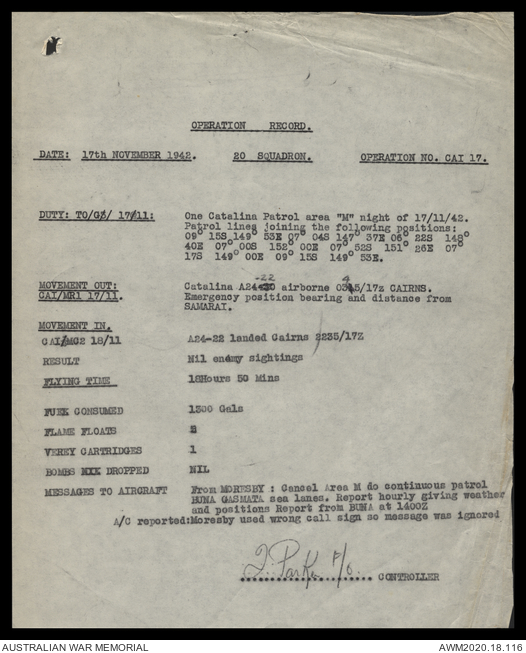 OPERATION RECORD.
DATE: 17th NOVEMBER 1942. 20 SQUADRON. OPERATION NO. CAI 17.
DUTY: TO/G8/ 17/11: One Catalina Patrol area "M" night of 17/11/42.
Patrol lines joining the following positions:
09° 15S 149° 53E 07° 04S 147° 37E 06° 22S 148°
40E 07° 00S 152° 00E 07° 52S 151° 26E 07°
17S 149° 00E 09° 15S 149° 53E.
-22
4
MOVEMENT OUT: Catalina A24-20 airborne 0345/17z CAIRNS.
CAI/MR1 17/11. Emergency position bearing and distance from
SAMARAI.
MOVEMENT IN.
CAI/MC2 18/11 A24-22 landed Cairns 2235/17Z
RESULT Nil enemy sightings
FLYING TIME 18Hours 50 Mins
FUEL CONSUMED 1300 Gals
FLAME FLOATS
VEREY CARTRIDGES 1
BOMBS DROPPED NIL
MESSAGES TO AIRCRAFT From MORESBY : Cancel Area M do continuous patrol
BUNA GASMATA sea lanes. Report hourly giving weather
and positions Report from BUNA at 1400Z
A/C reported:Moresby used wrong call sign so message was ignored
Parker F/O.
CONTROLLER
AUSTRALIAN WAR MEMORIAL AWM2020.18.116